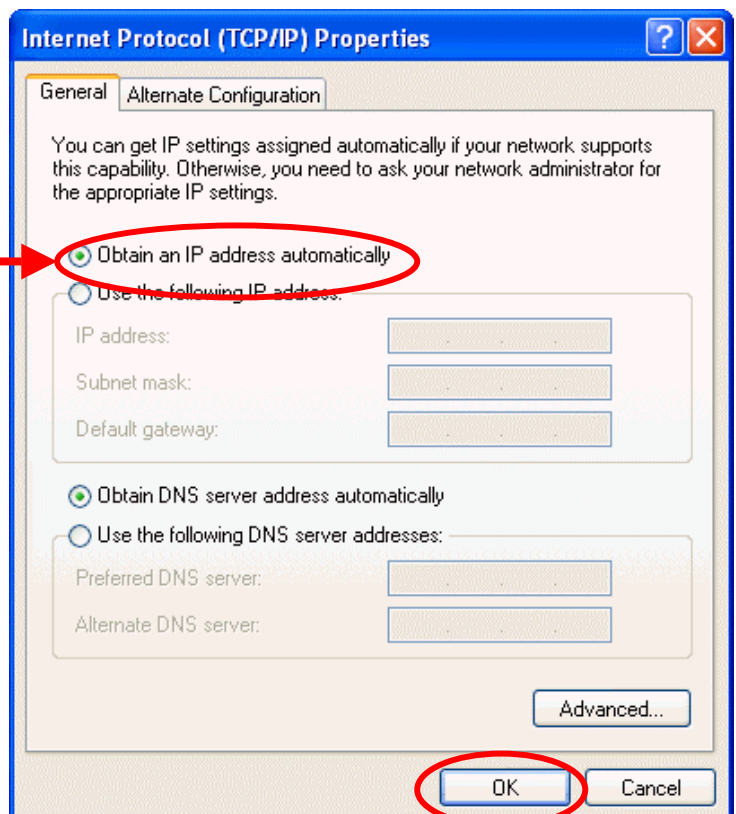 Internet Protocol (TCP/IP) Properties
General Alternate Configuration
You can get IP settings assigned automatically if your network supports
this capability. Otherwise, you need to ask your network administrator for
the appropriate IP settings.
Obtain an IP address automatically
Use the following IP address:
IP address:
Subnet mask:
Default gateway:
Obtain DNS server address automatically
Use the following DNS server addresses:
Preferred DNS server:
Alternate DNS server:
Advanced...
OK Cancel